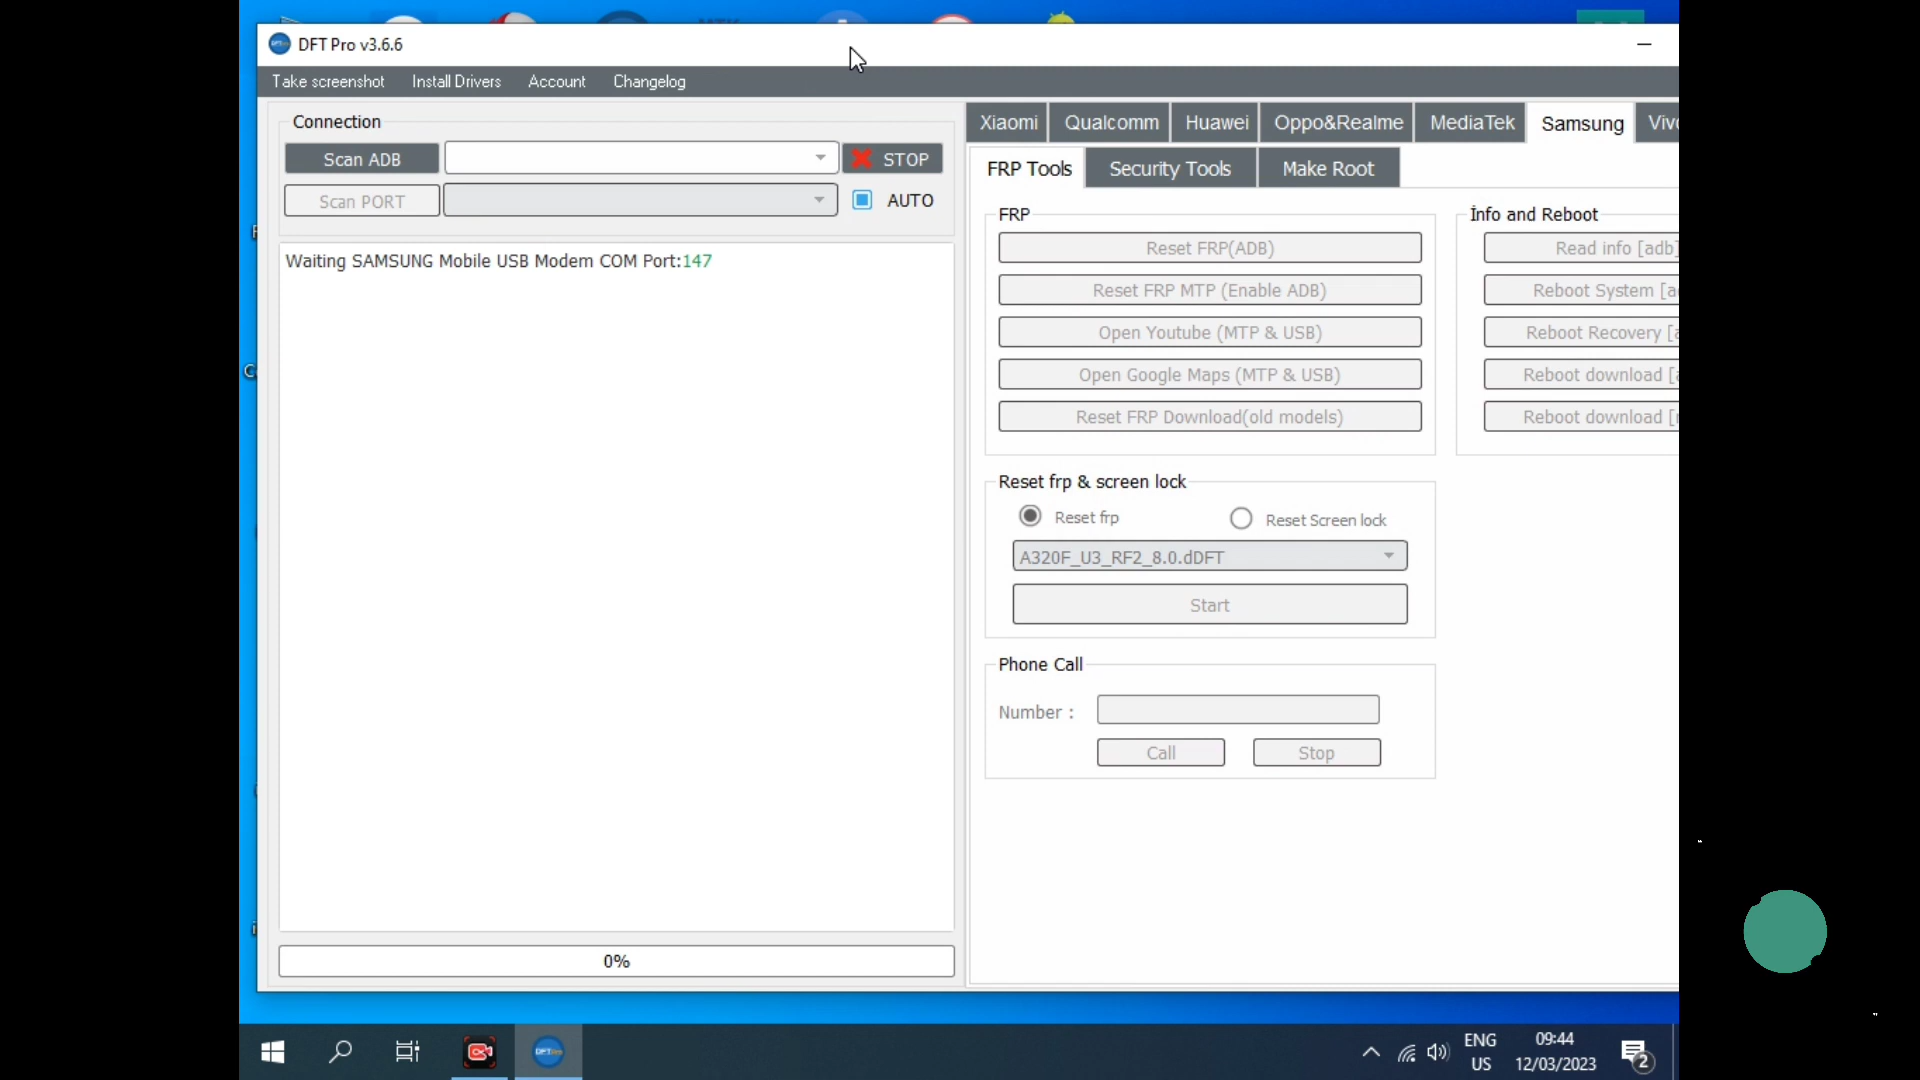 DFT Pro v3.6.6
Take screenshot Install Drivers Account Changelog
Connection
Scan ADB
STOP
Scan PORT
AUTO
Waiting SAMSUNG Mobile USB Modem COM Port:147
0%
Xiaomi Qualcomm Huawei Oppo&Realme MediaTek Samsung
FRP Tools Security Tools Make Root
FRP
Reset FRP(ADB)
Reset FRP MTP (Enable ADB)
Open Youtube (MTP & USB)
Open Google Maps (MTP & USB)
Reset FRP Download(old models)
İnfo and Reboot
Read info [adb]
Reboot System
Reboot Recovery
Reboot download
Reboot download
Reset frp & screen lock
Reset frp Reset Screen lock
A320F_U3_RF2_8.0.dDFT
Start
Phone Call
Number :
Call Stop
ENG
US
09:44
12/03/2023
2